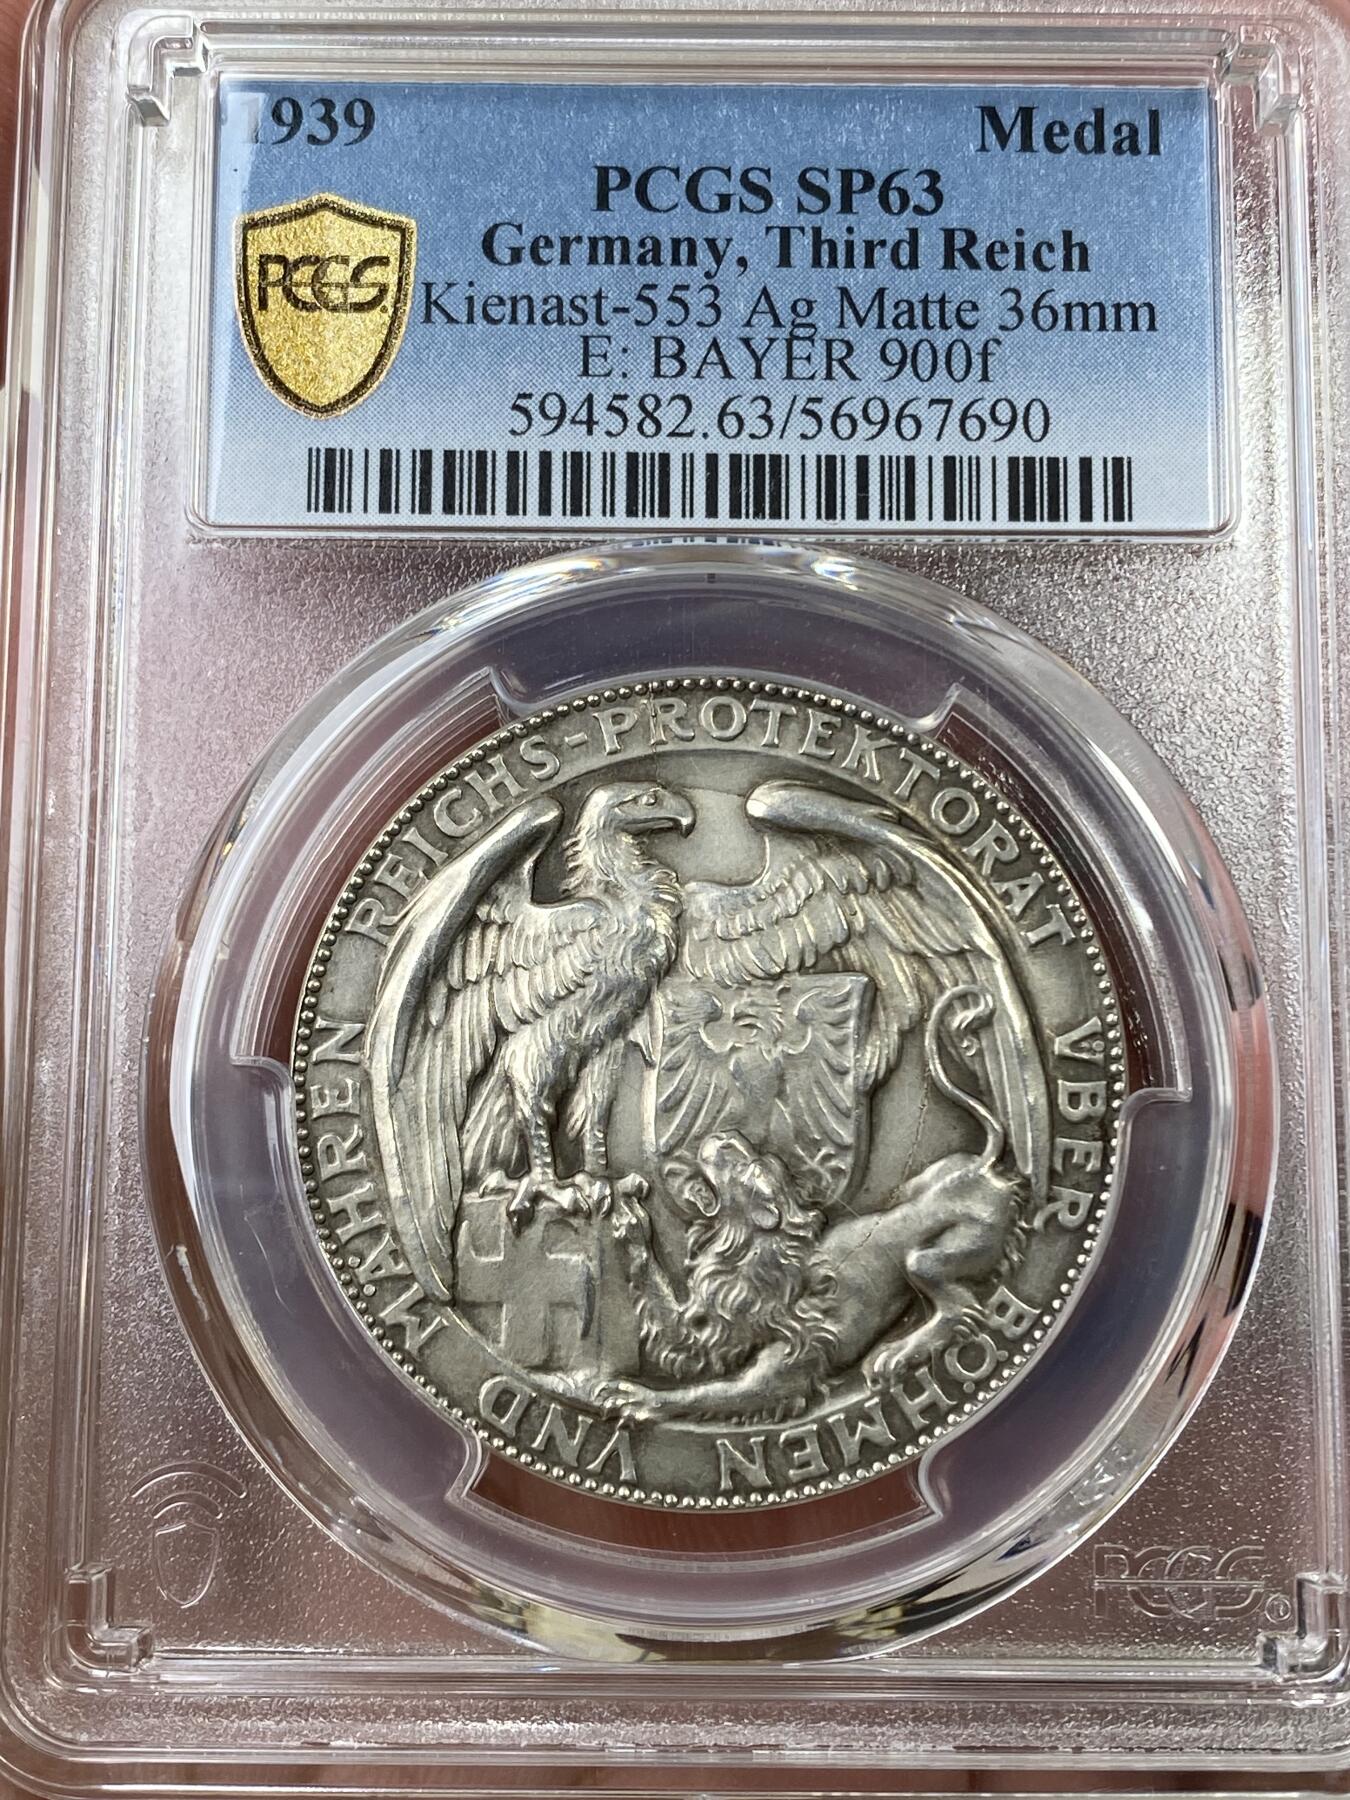 1939 Medal
PCGS SP63
Germany, Third Reich
PCGS
Kienast-553 Ag Matte 36mm
E: BAYER 900f
594582.63/56967690
REICHS-PROTEKTORAT V̈BER BÖHMEN VND MÄHREN
PCGS